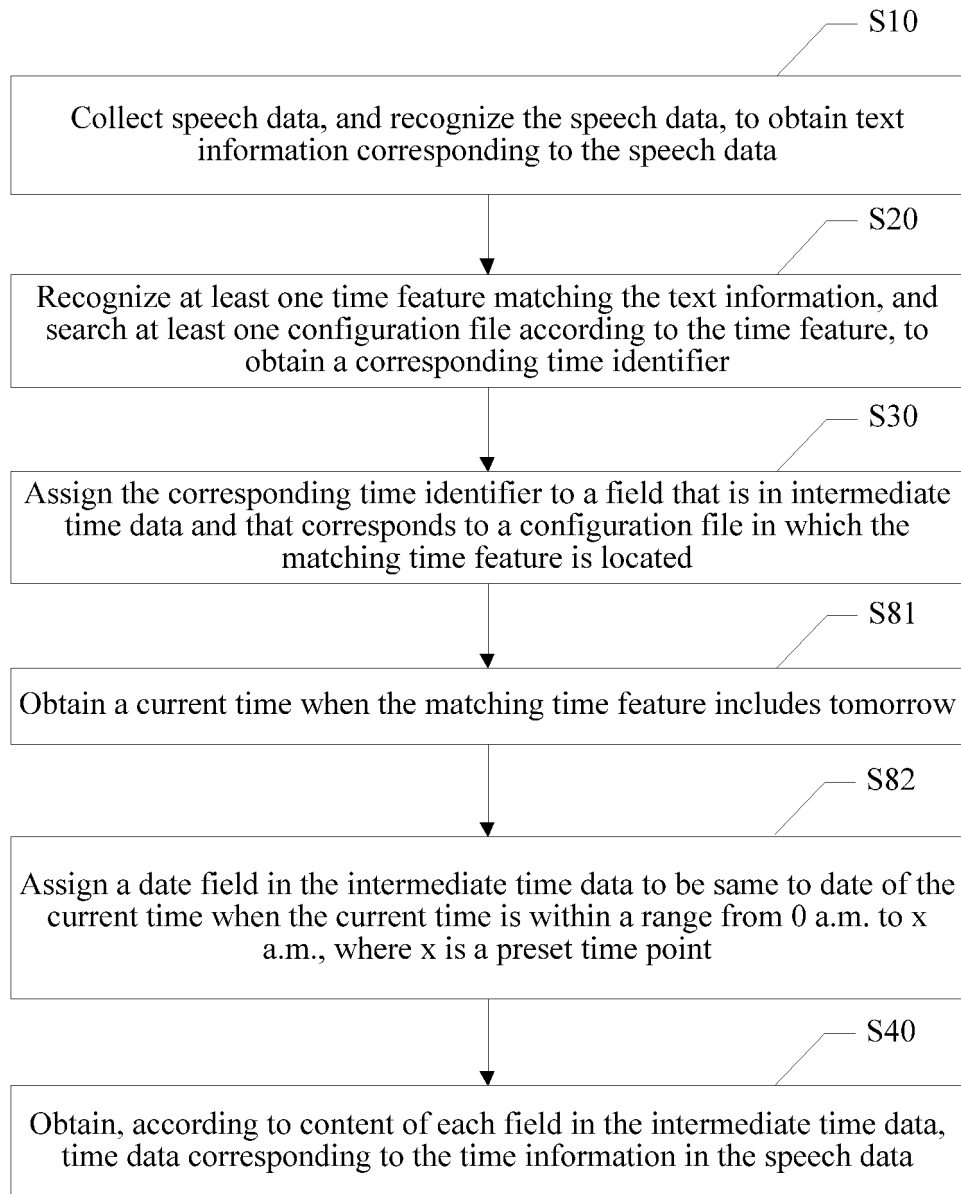 S10
Collect speech data, and recognize the speech data, to obtain text
information corresponding to the speech data
S20
Recognize at least one time feature matching the text information, and
search at least one configuration file according to the time feature, to
obtain a corresponding time identifier
S30
Assign the corresponding time identifier to a field that is in intermediate
time data and that corresponds to a configuration file in which the
matching time feature is located
S81
Obtain a current time when the matching time feature includes tomorrow
S82
Assign a date field in the intermediate time data to be same to date of the
current time when the current time is within a range from 0 a.m. to x
a.m., where x is a preset time point
S40
Obtain, according to content of each field in the intermediate time data,
time data corresponding to the time information in the speech data